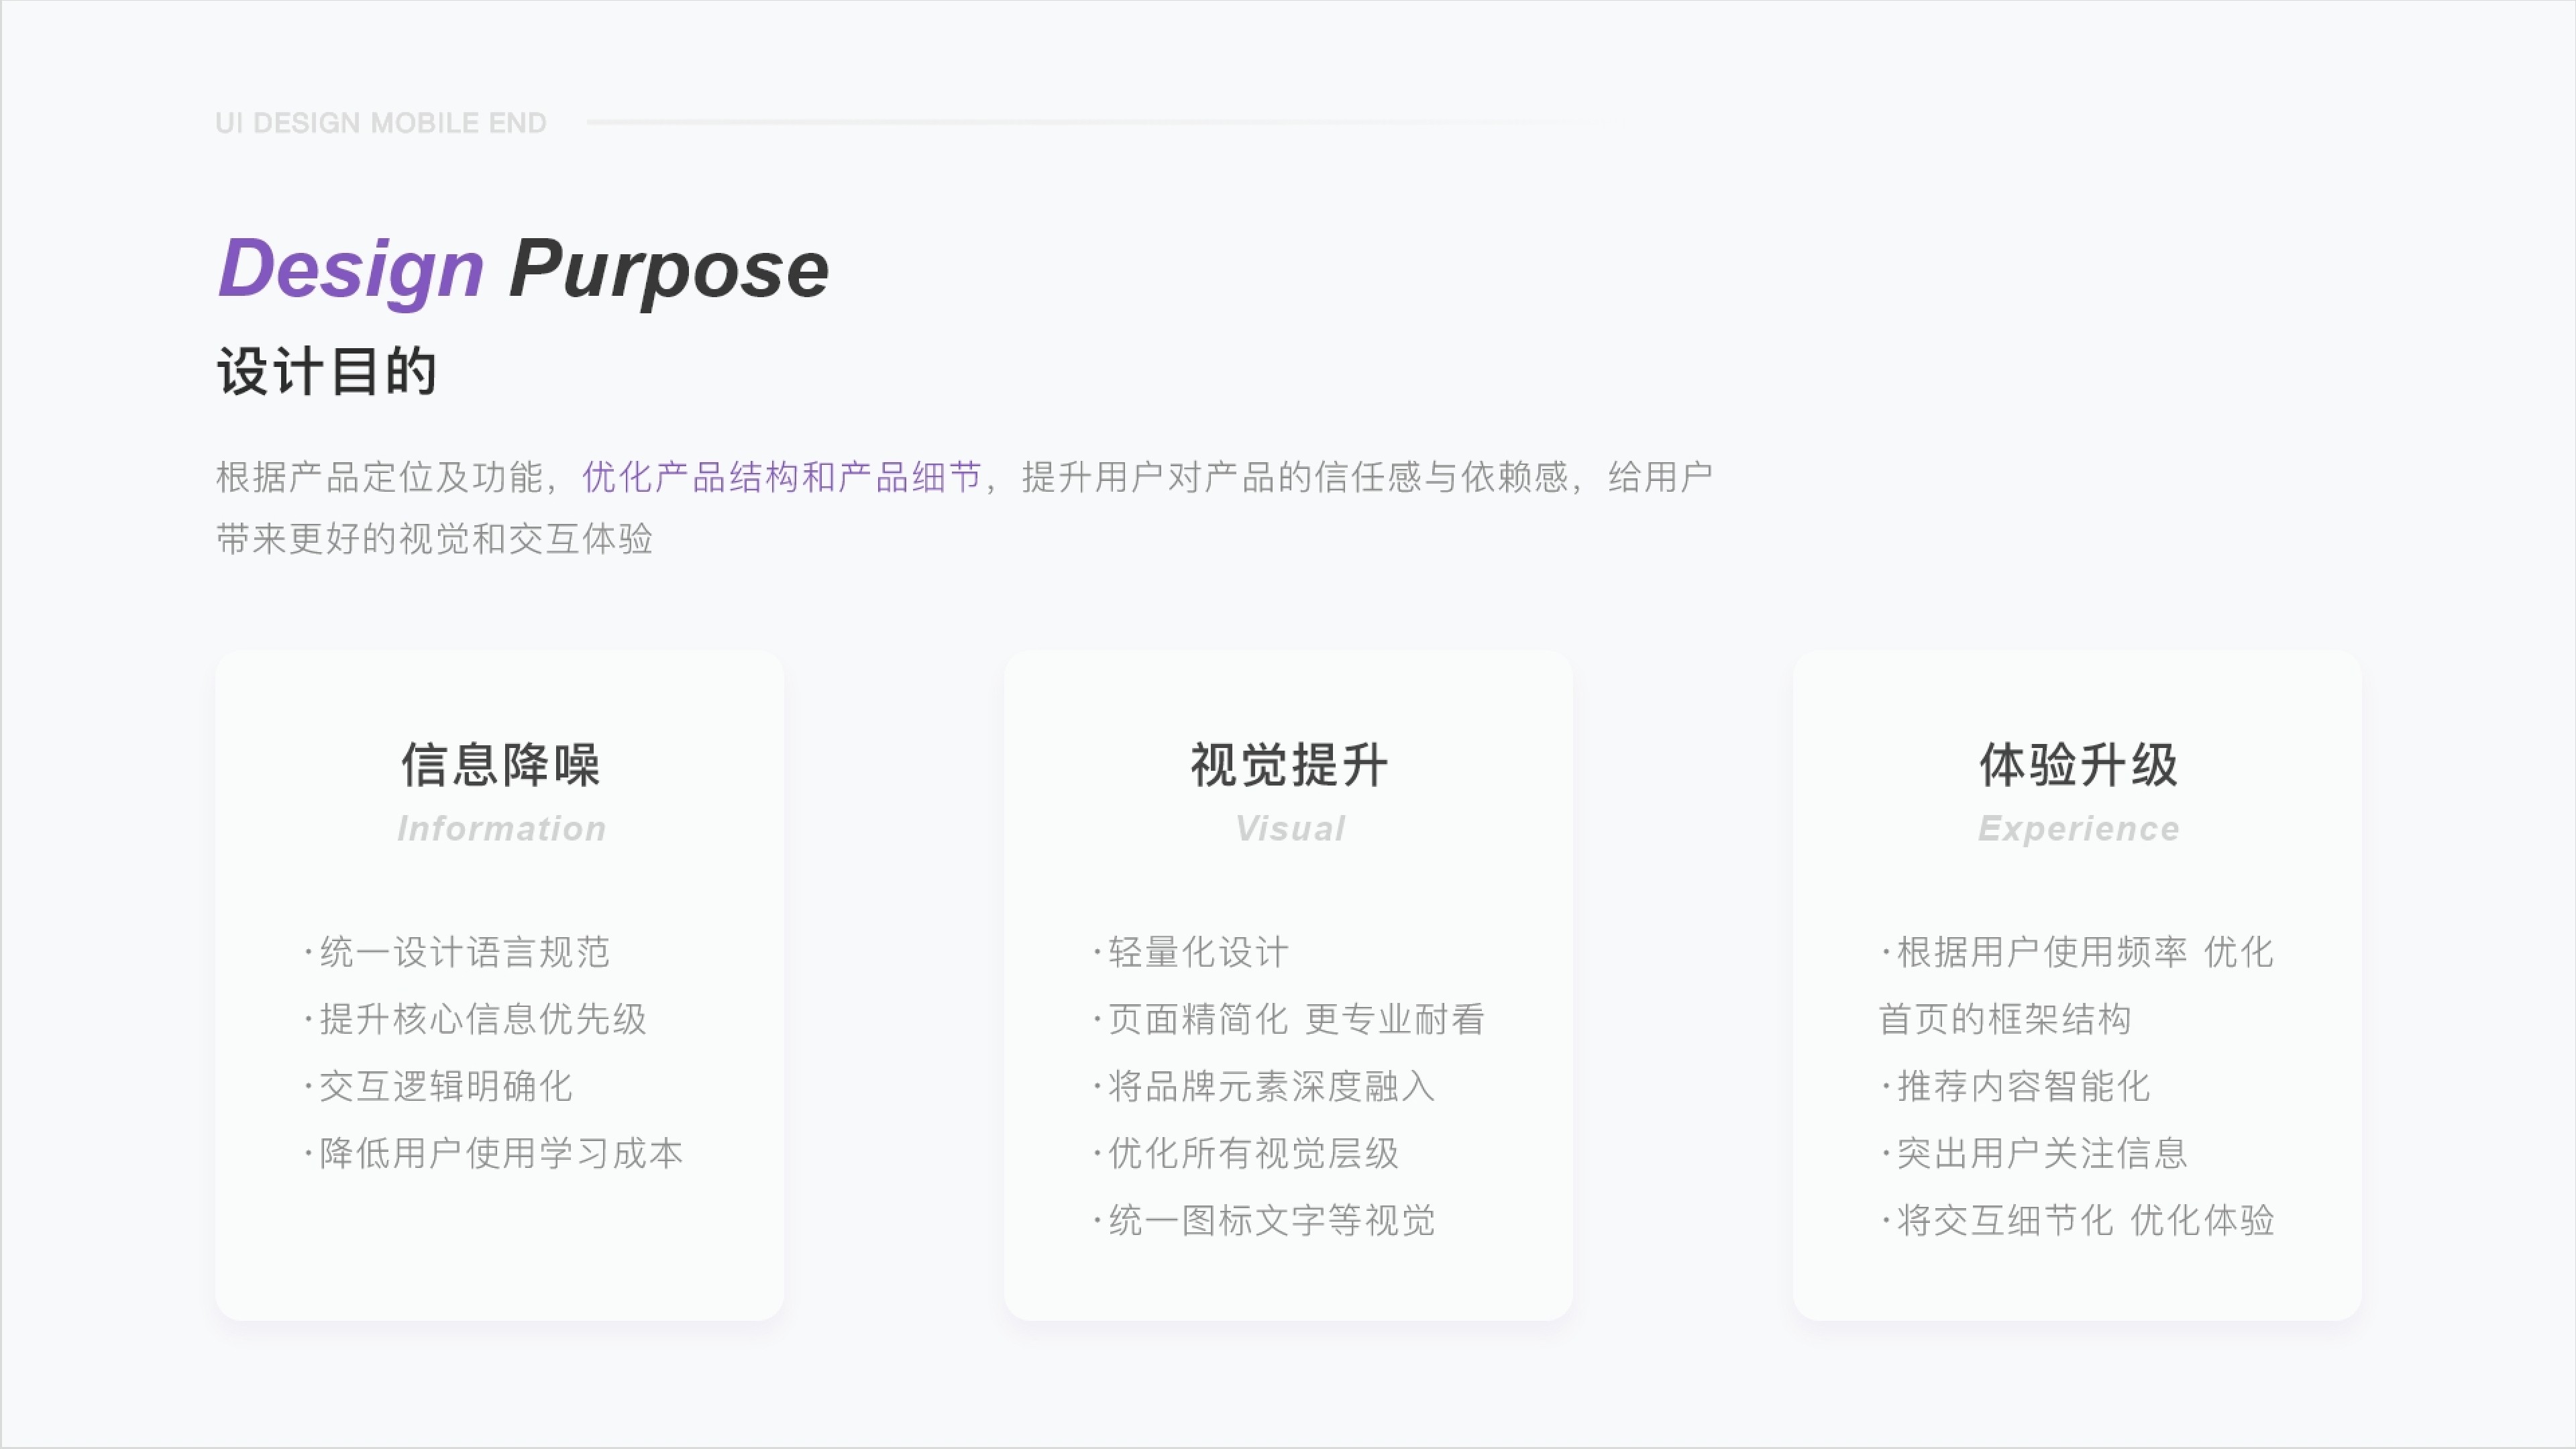 UI DESIGN MOBILE END
Design Purpose
设计目的
根据产品定位及功能，优化产品结构和产品细节，提升用户对产品的信任感与依赖感，给用户
带来更好的视觉和交互体验
信息降噪
Information
·统一设计语言规范
·提升核心信息优先级
·交互逻辑明确化
·降低用户使用学习成本
视觉提升
Visual
·轻量化设计
·页面精简化 更专业耐看
·将品牌元素深度融入
·优化所有视觉层级
·统一图标文字等视觉
体验升级
Experience
·根据用户使用频率 优化
首页的框架结构
·推荐内容智能化
·突出用户关注信息
·将交互细节化 优化体验